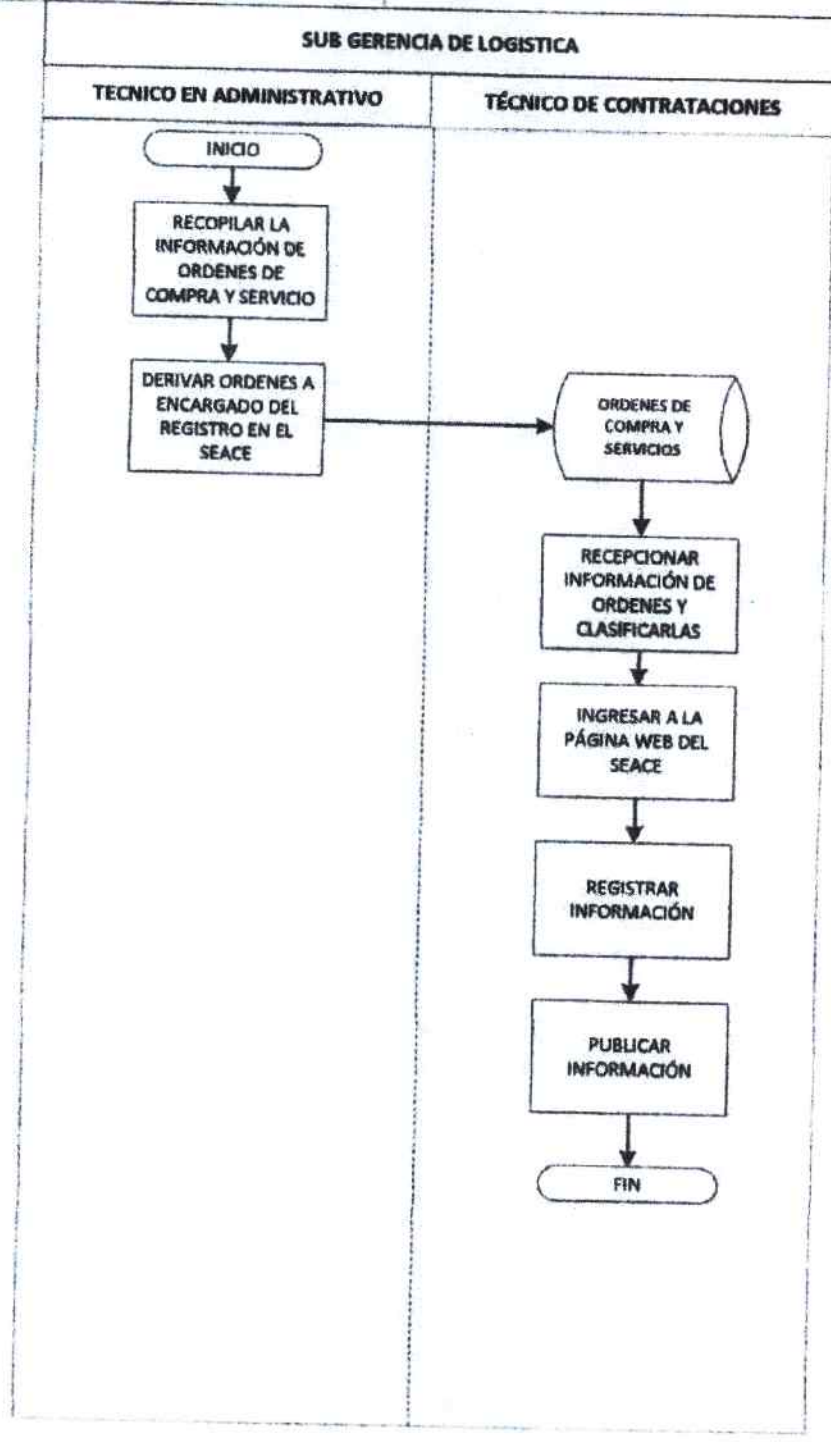 SUB GERENCIA DE LOGISTICA
TECNICO EN ADMINISTRATIVO
TÉCNICO DE CONTRATACIONES
INICIO
RECOPILAR LA
INFORMACIÓN DE
ORDENES DE
COMPRA Y SERVICIO
DERIVAR ORDENES A
ENCARGADO DEL
REGISTRO EN EL
SEACE
ORDENES DE
COMPRA Y
SERVICIOS
RECEPCIONAR
INFORMACIÓN DE
ORDENES Y
CLASIFICARLAS
INGRESAR A LA
PÁGINA WEB DEL
SEACE
REGISTRAR
INFORMACIÓN
PUBLICAR
INFORMACIÓN
FIN